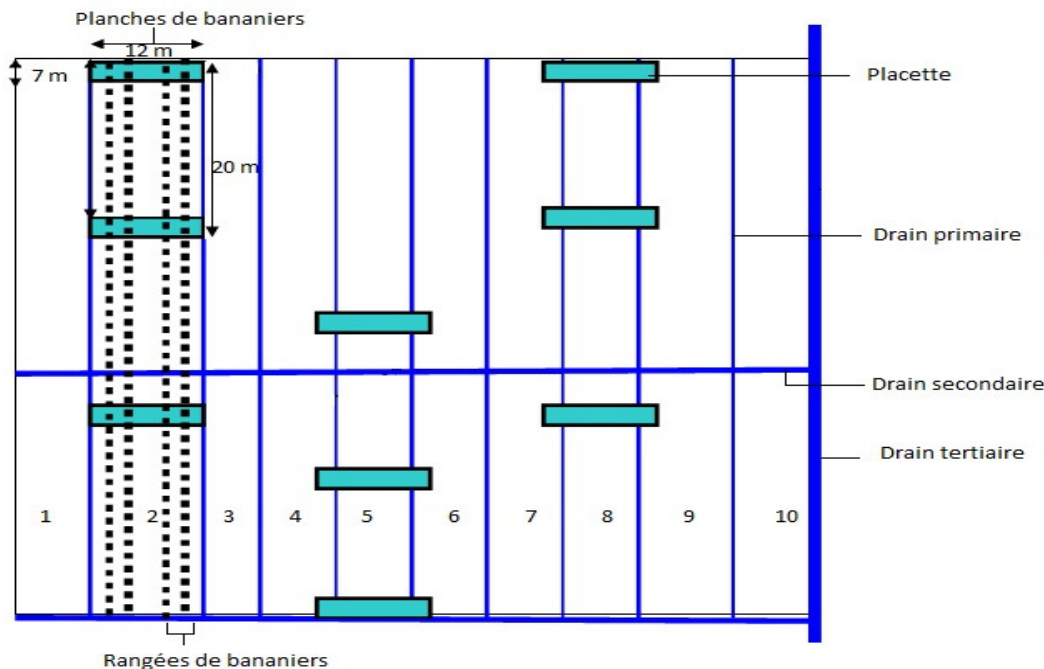 Planches de bananiers
12 m
7 m
Placette
20 m
Drain primaire
Drain secondaire
Drain tertiaire
1 2 3 4 5 6 7 8 9 10
Rangées de bananiers